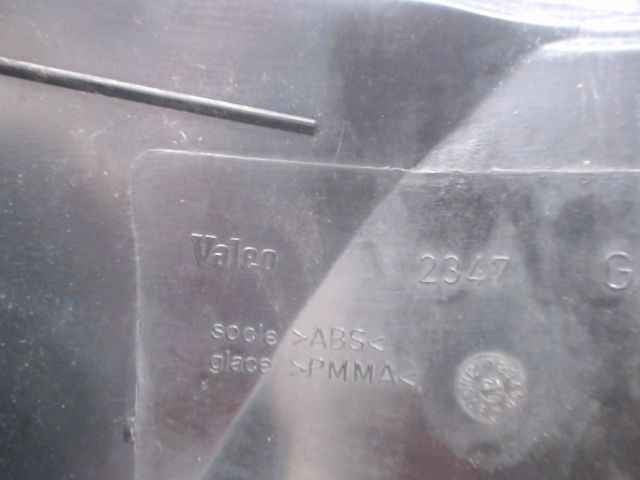 Valeo 2347 G
socle >ABS<
glace >PMMA<